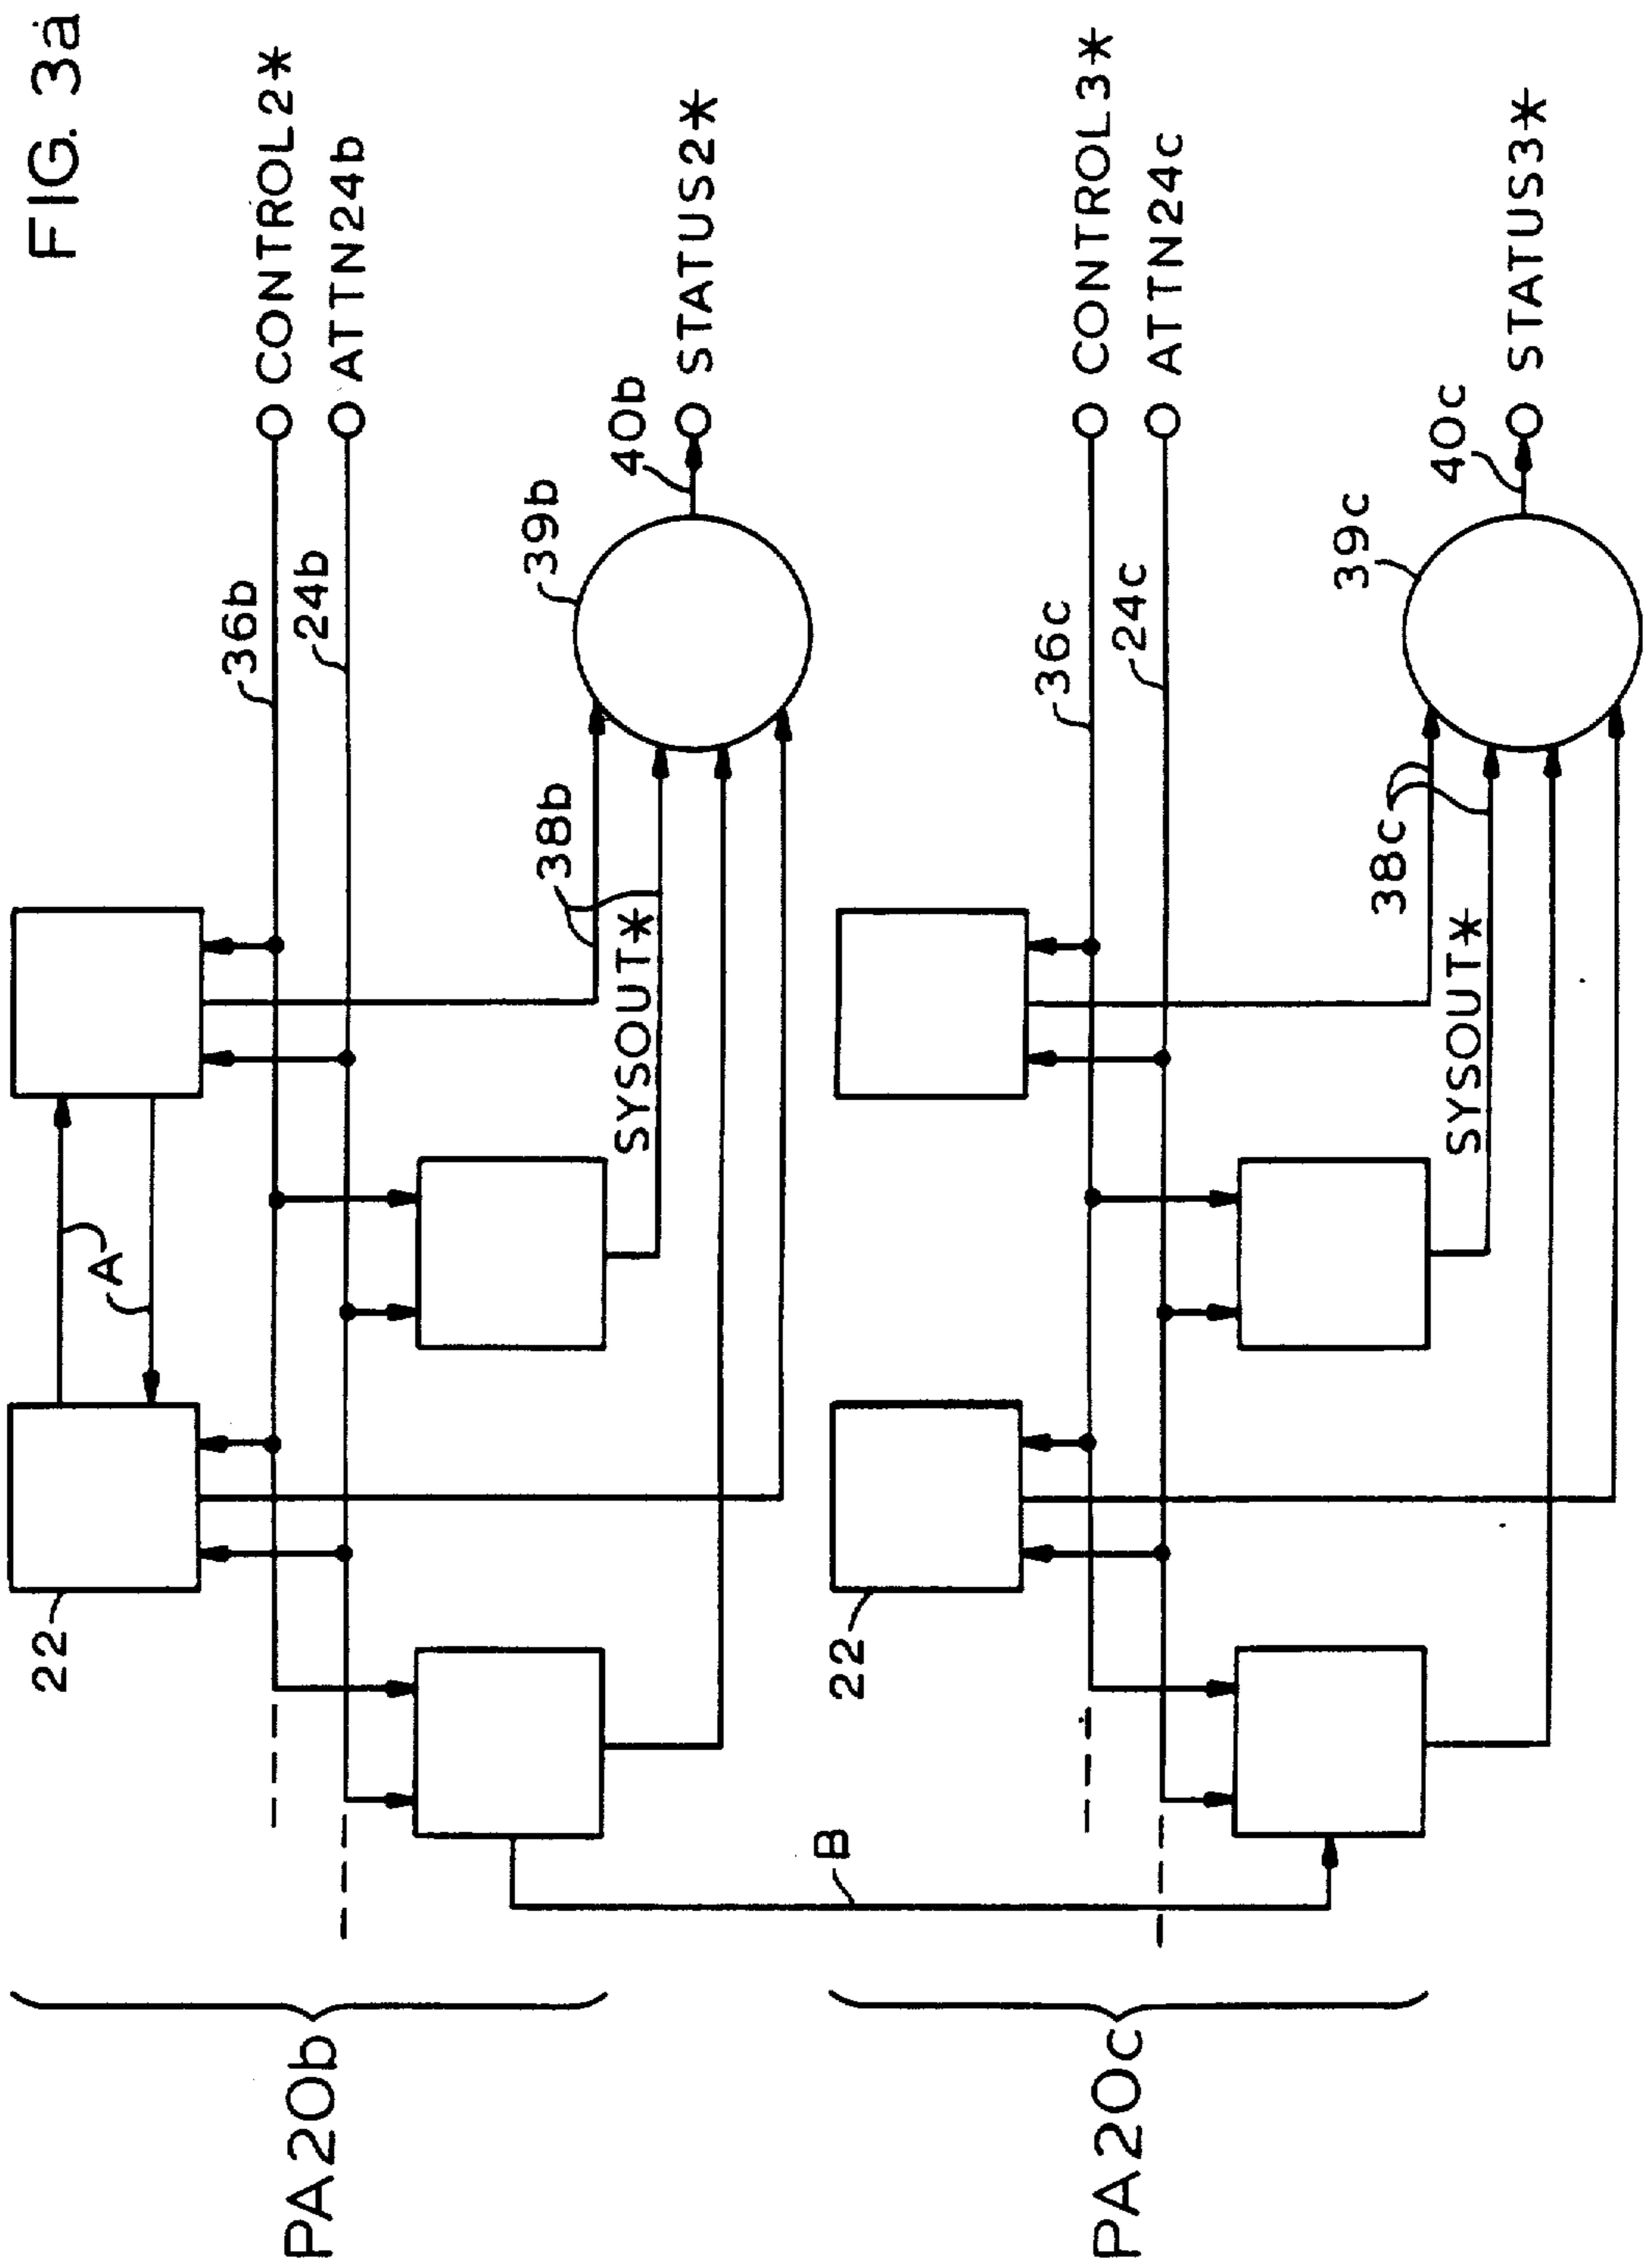 FIG. 3a
PA20b
22
A
36b
CONTROL2*
24b
ATTN24b
38b
SYSOUT*
39b
40b
STATUS2*
B
PA20c
22
36c
CONTROL3*
24c
ATTN24c
38c
SYSOUT*
39c
40c
STATUS3*